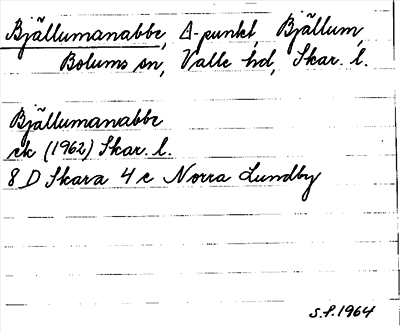 Bjällumanabbe, Δ-punkt, Bjällum,
Bolums sn, Valle hd, Skar. l.
Bjällumanabbe
ek (1962) Skar. l.
8 D Skara 4 e Norra Lundby
S.F. 1964